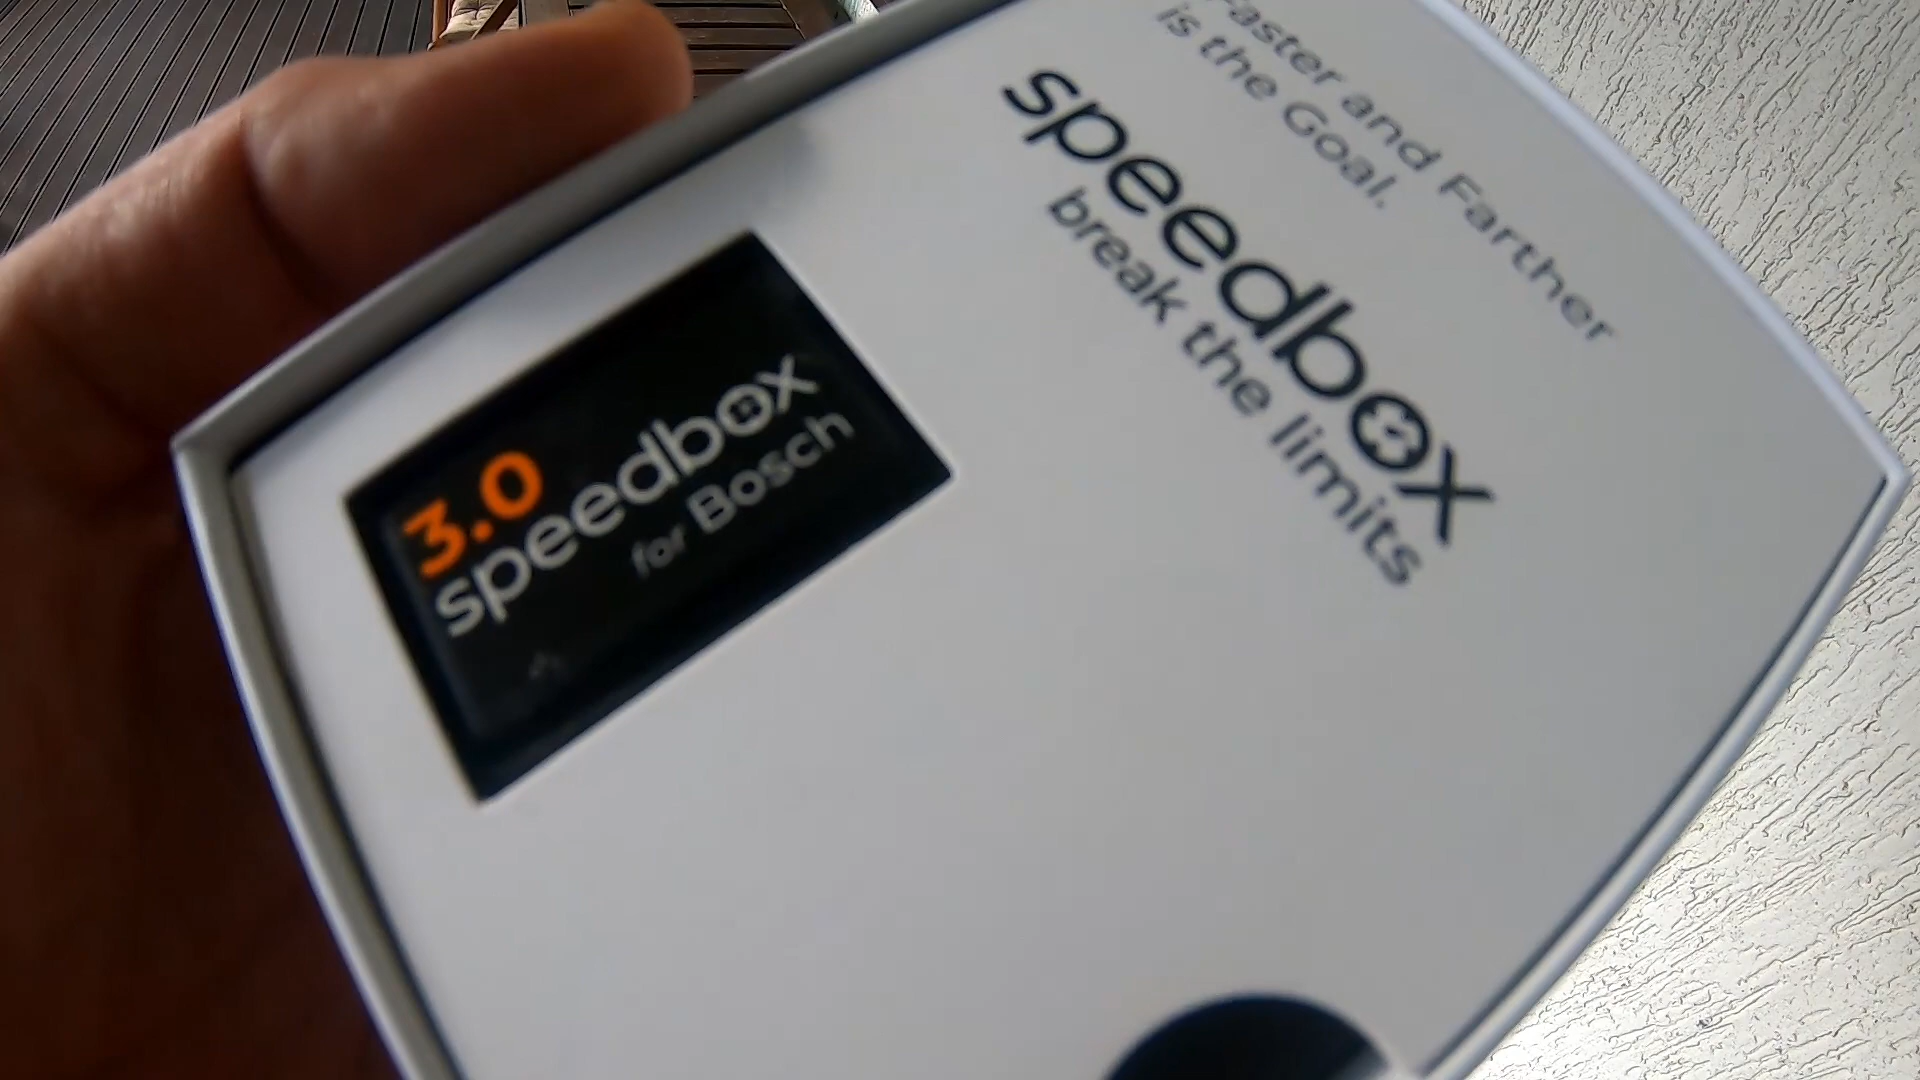 Faster and Farther
is the Goal.
speedbox
break the limits
3.0
speedbox
for Bosch